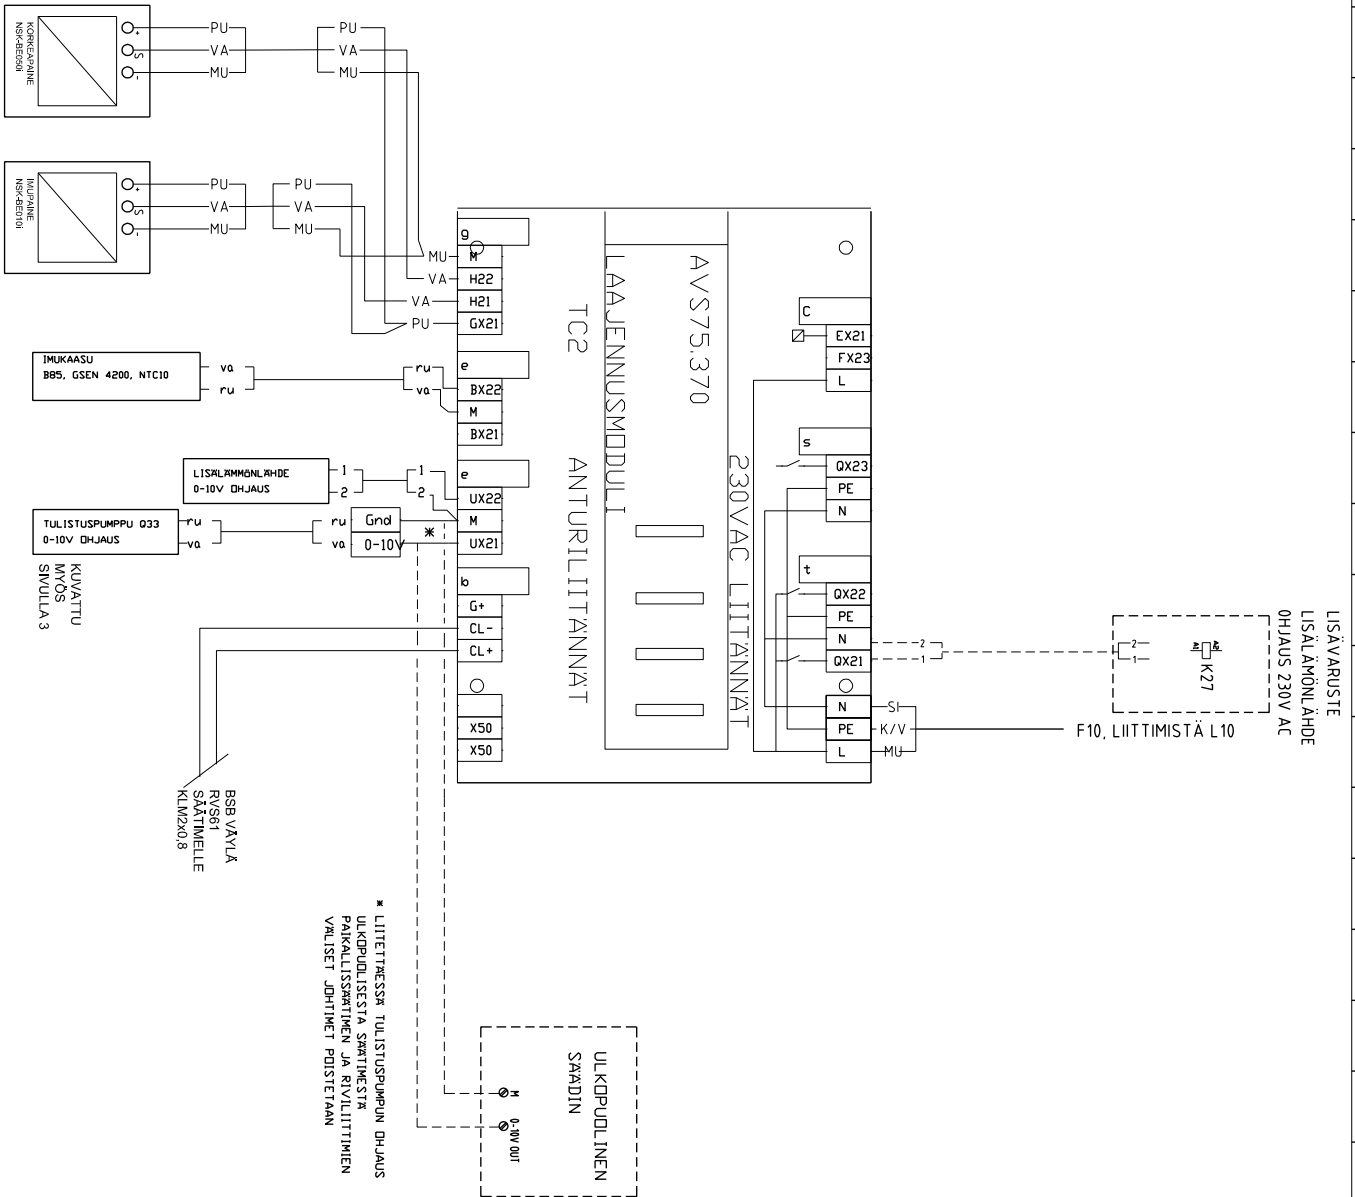 KORKEAPAINE
NSK-BE050i
+
S
-
PU
VA
MU
PU
VA
MU
IMUPAINE
NSK-BE010i
+
S
-
PU
VA
MU
PU
VA
MU
MU
VA
VA
PU
g
M
H22
H21
GX21
IMUKAASU
B85, GSEN 4200, NTC10
va
ru
ru
va
e
BX22
M
BX21
LISÄLÄMMÖNLÄHDE
0-10V OHJAUS
1
2
1
2
e
UX22
M
UX21
TULISTUSPUMPPU Q33
0-10V OHJAUS
ru
va
ru
va
Gnd
0-10V
*
KUVATTU
MYÖS
SIVULLA 3
b
G+
CL-
CL+
X50
X50
BSB VÄYLÄ
RVS61
SÄÄTIMELLE
KLM2x0,8
AVS75.370
LAAJENNUSMODULI
TC2
ANTURILIITÄNNÄT
230VAC LIITÄNNÄT
C
EX21
FX23
L
s
QX23
PE
N
t
QX22
PE
N
QX21
N
PE
L
2
1
SI
K/V
MU
F10, LIITTIMISTÄ L10
2
1
A2
A1
K27
LISÄVARUSTE
LISÄLÄMÖNLÄHDE
OHJAUS 230V AC
* LIITETTÄESSÄ TULISTUSPUMPUN OHJAUS
ULKOPUOLISESTA SÄÄTIMESTÄ
PAIKALLISSÄÄTIMEN JA RIVILIITTIMIEN
VÄLISET JOHTIMET POISTETAAN
ULKOPUOLINEN
SÄÄDIN
M
0-10V OUT